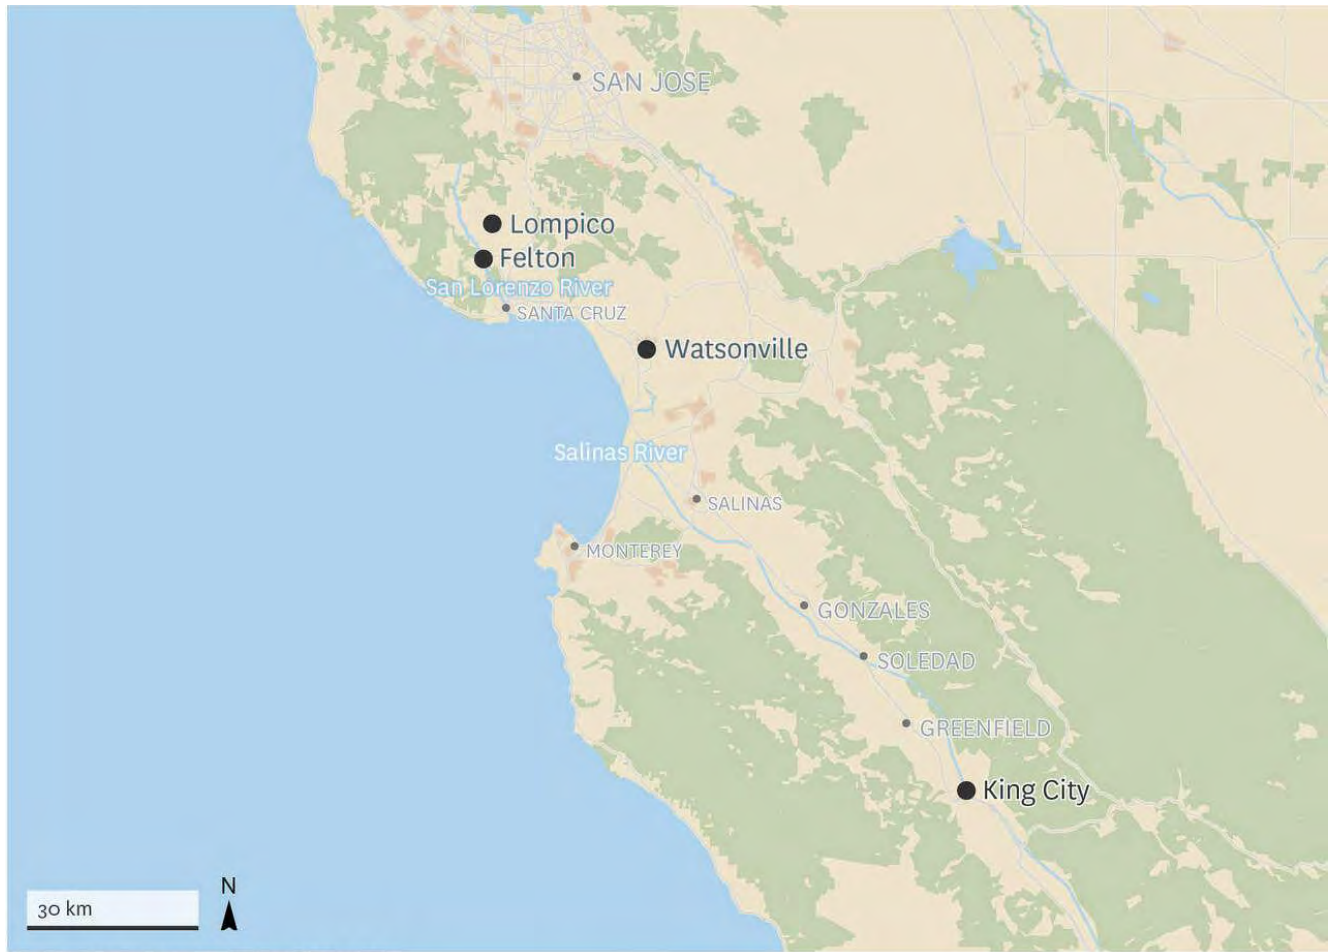 SAN JOSE
Lompico
Felton
San Lorenzo River
SANTA CRUZ
Watsonville
Salinas River
SALINAS
MONTEREY
GONZALES
SOLEDAD
GREENFIELD
King City
30 km
N